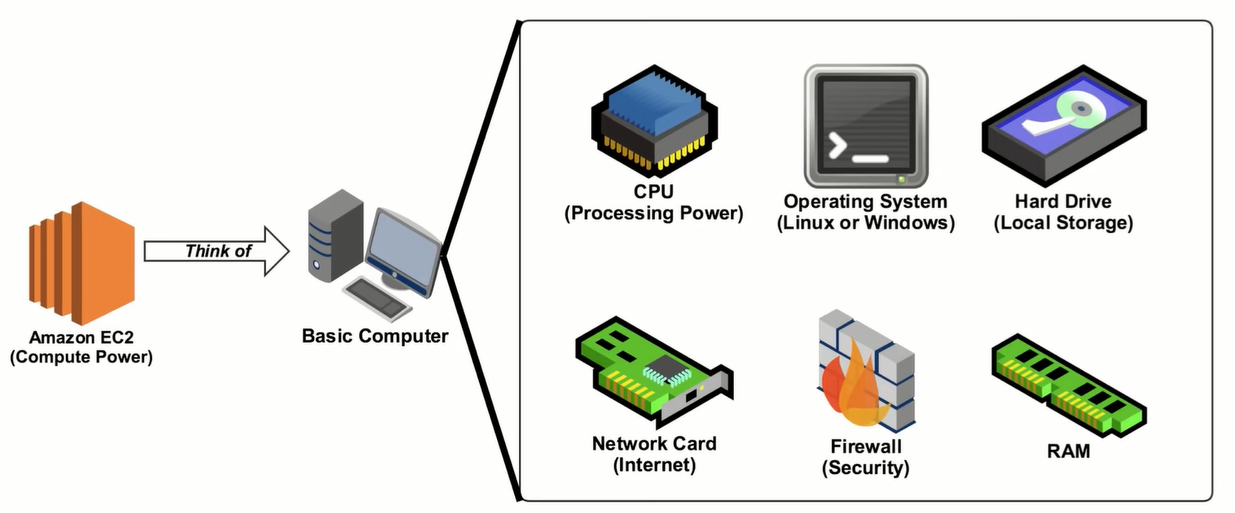 Amazon EC2
(Compute Power)
Think of
Basic Computer
CPU
(Processing Power)
Operating System
(Linux or Windows)
Hard Drive
(Local Storage)
Network Card
(Internet)
Firewall
(Security)
RAM